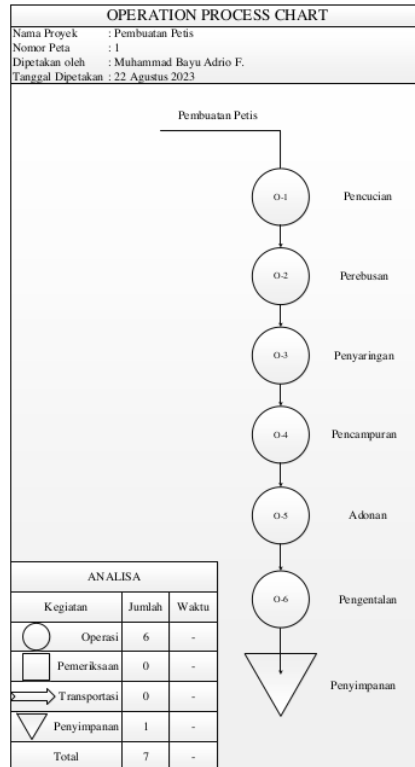 OPERATION PROCESS CHART
Nama Proyek : Pembuatan Petis
Nomor Peta : 1
Dipetakan oleh : Muhammad Bayu Adrio F.
Tanggal Dipetakan : 22 Agustus 2023
Pembuatan Petis
O-1 Pencucian
O-2 Perebusan
O-3 Penyaringan
O-4 Pencampuran
O-5 Adonan
O-6 Pengentalan
Penyimpanan
ANALISA
Kegiatan Jumlah Waktu
Operasi 6 -
Pemeriksaan 0 -
Transportasi 0 -
Penyimpanan 1 -
Total 7 -